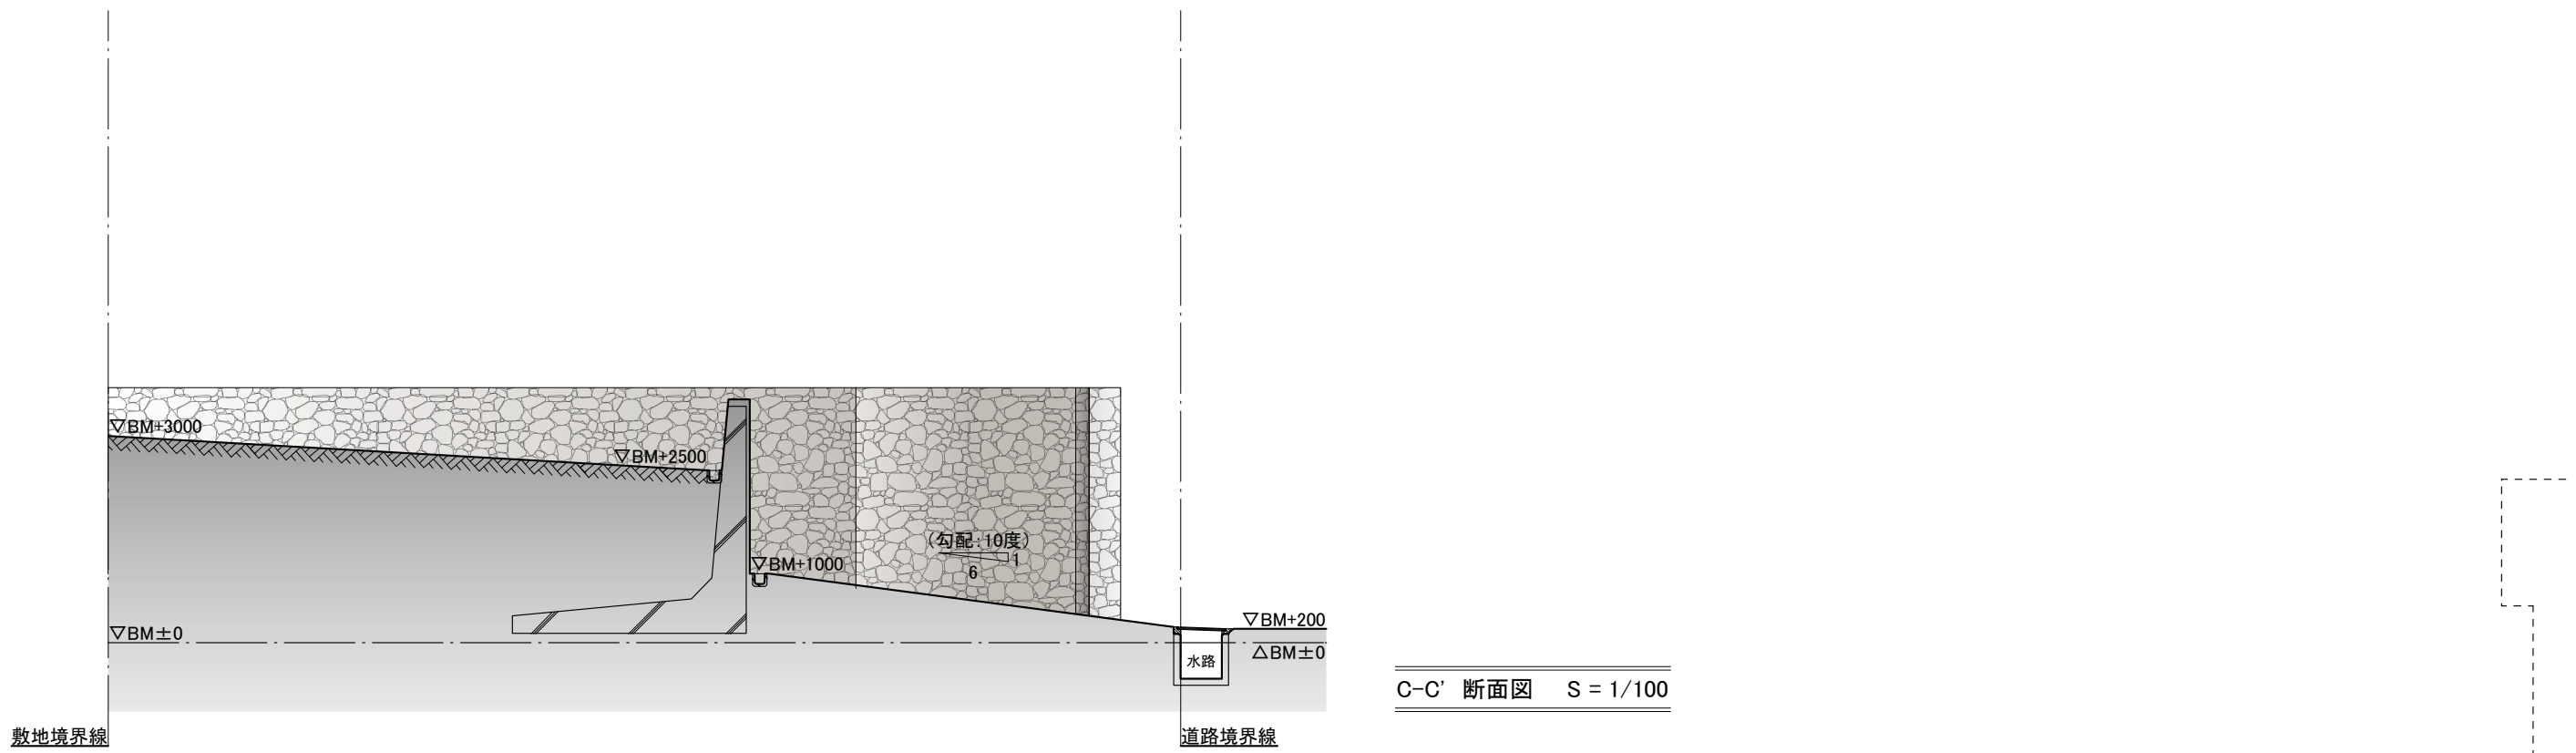 ▽BM+3000
▽BM+2500
(勾配:10度)
1
6
▽BM+1000
▽BM+200
▽BM±0
△BM±0
水路
C-C' 断面図 S = 1/100
敷地境界線
道路境界線